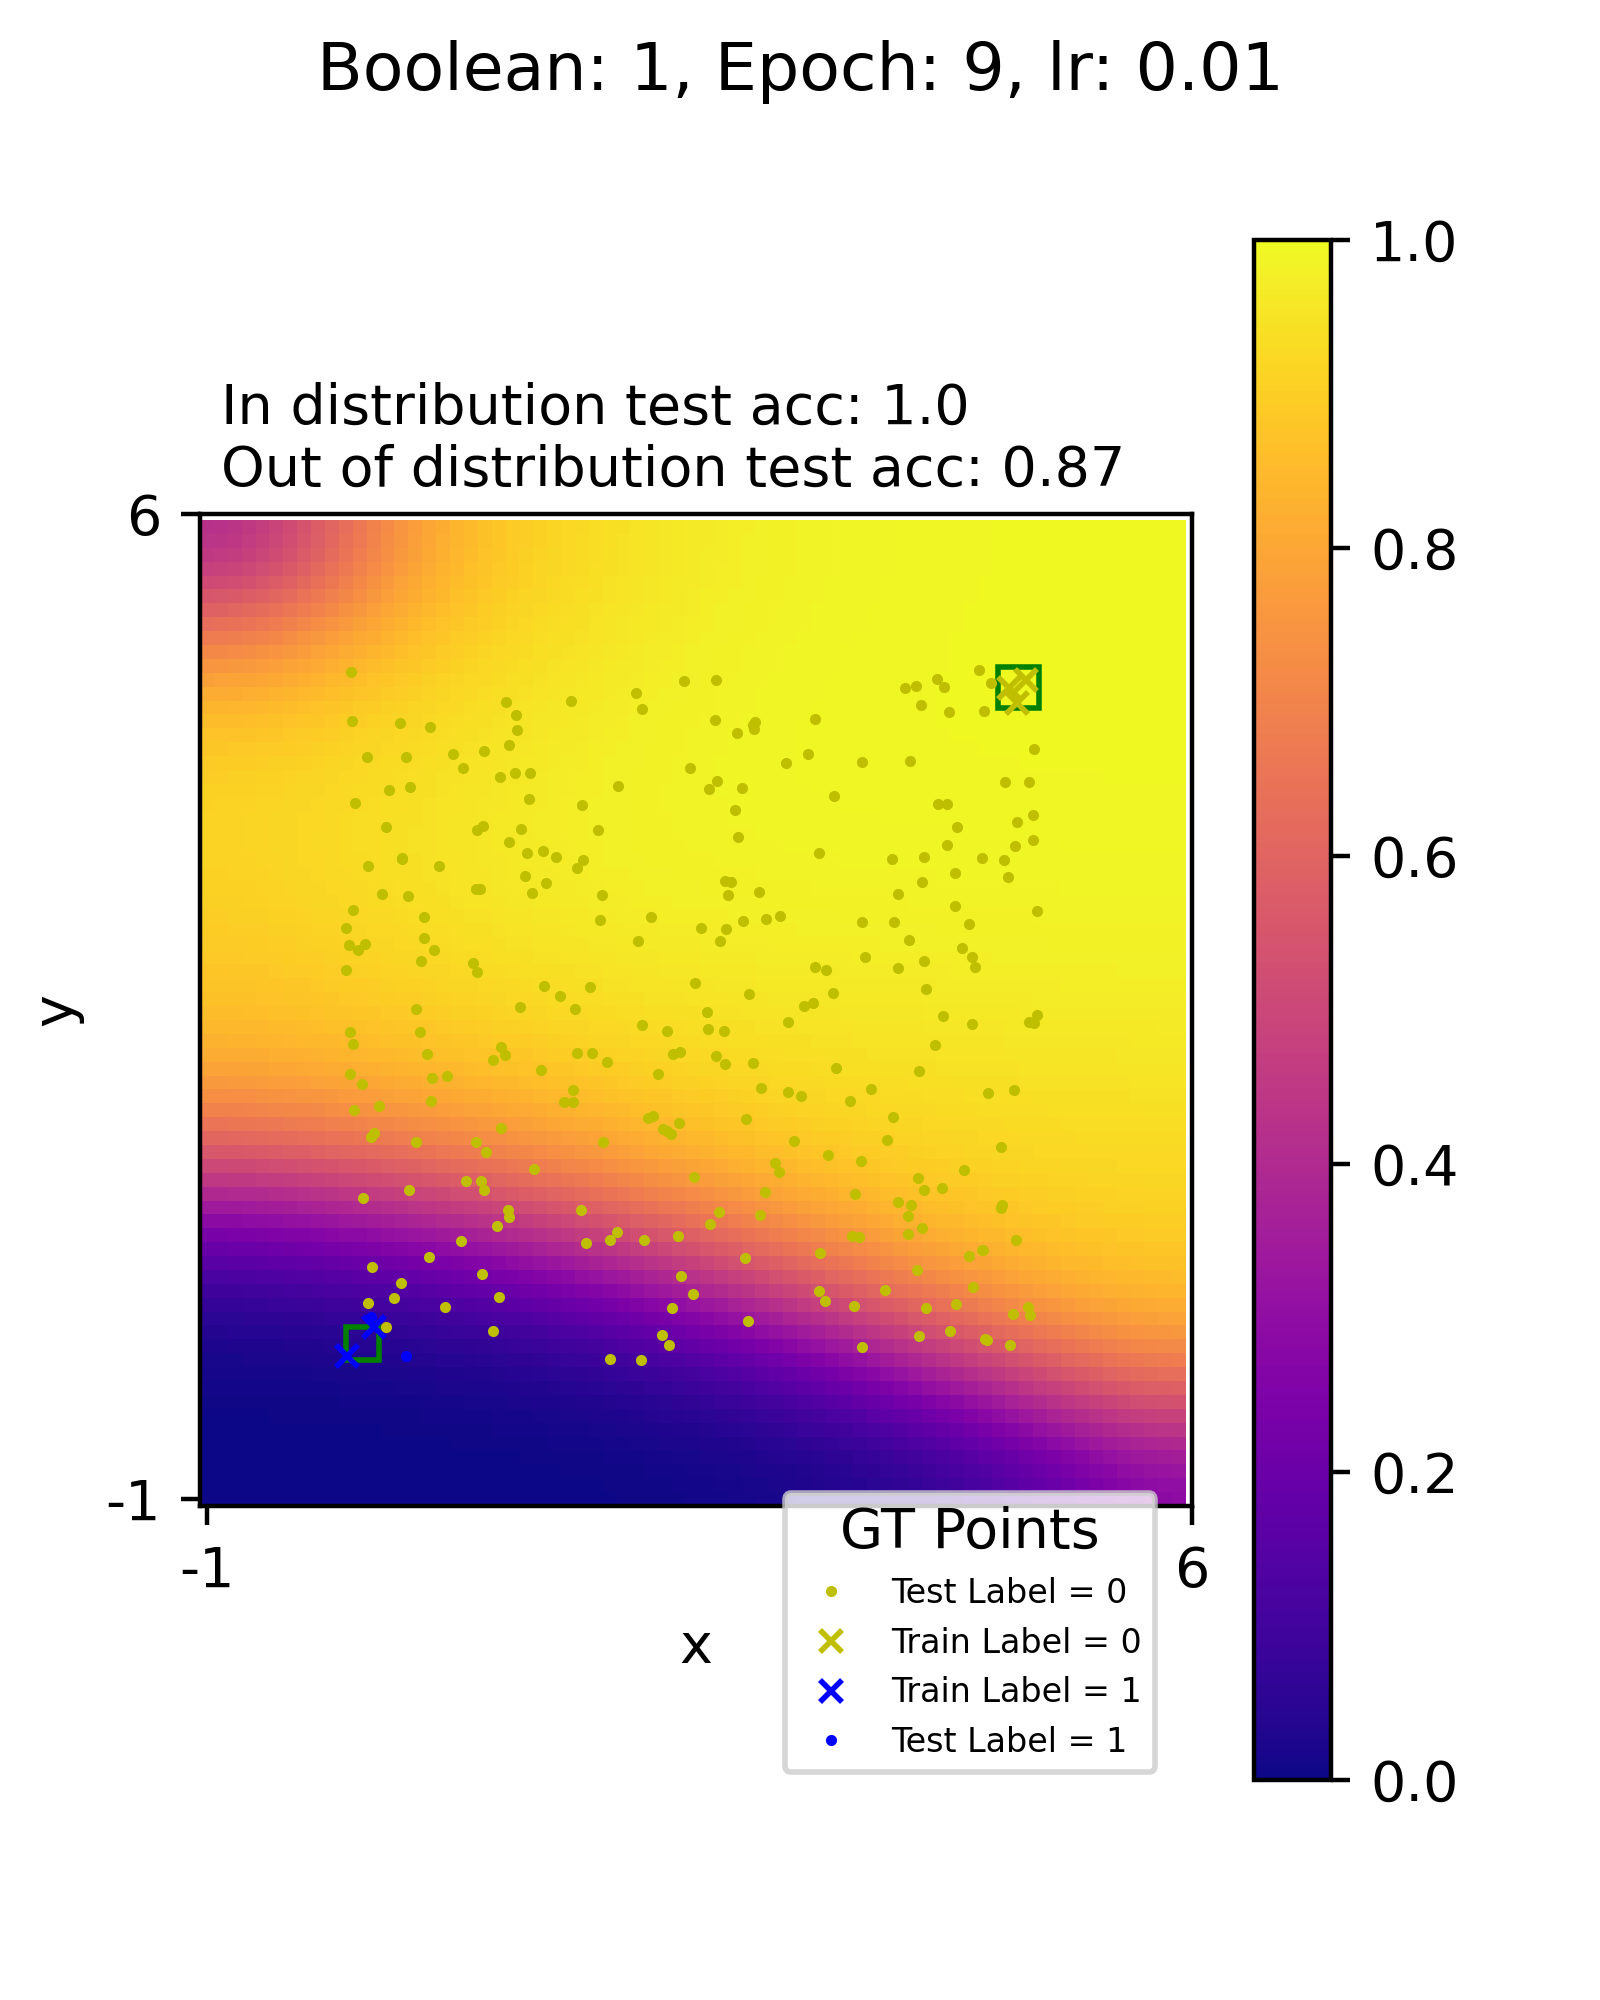 Boolean: 1, Epoch: 9, lr: 0.01
In distribution test acc: 1.0
Out of distribution test acc: 0.87
6
y
-1
-1
6
x
GT Points
Test Label = 0
Train Label = 0
Train Label = 1
Test Label = 1
1.0
0.8
0.6
0.4
0.2
0.0